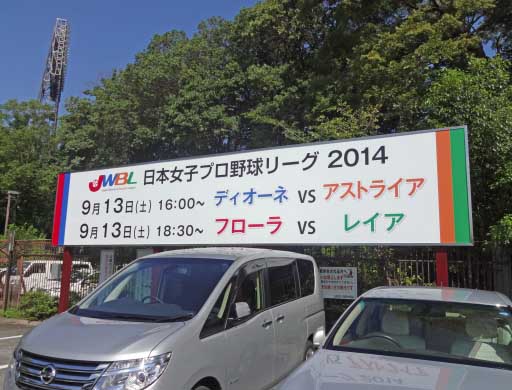 JWBL 日本女子プロ野球リーグ 2014
9月13日(土) 16:00~ ディオーネ VS アストライア
9月13日(土) 18:30~ フローラ VS レイア